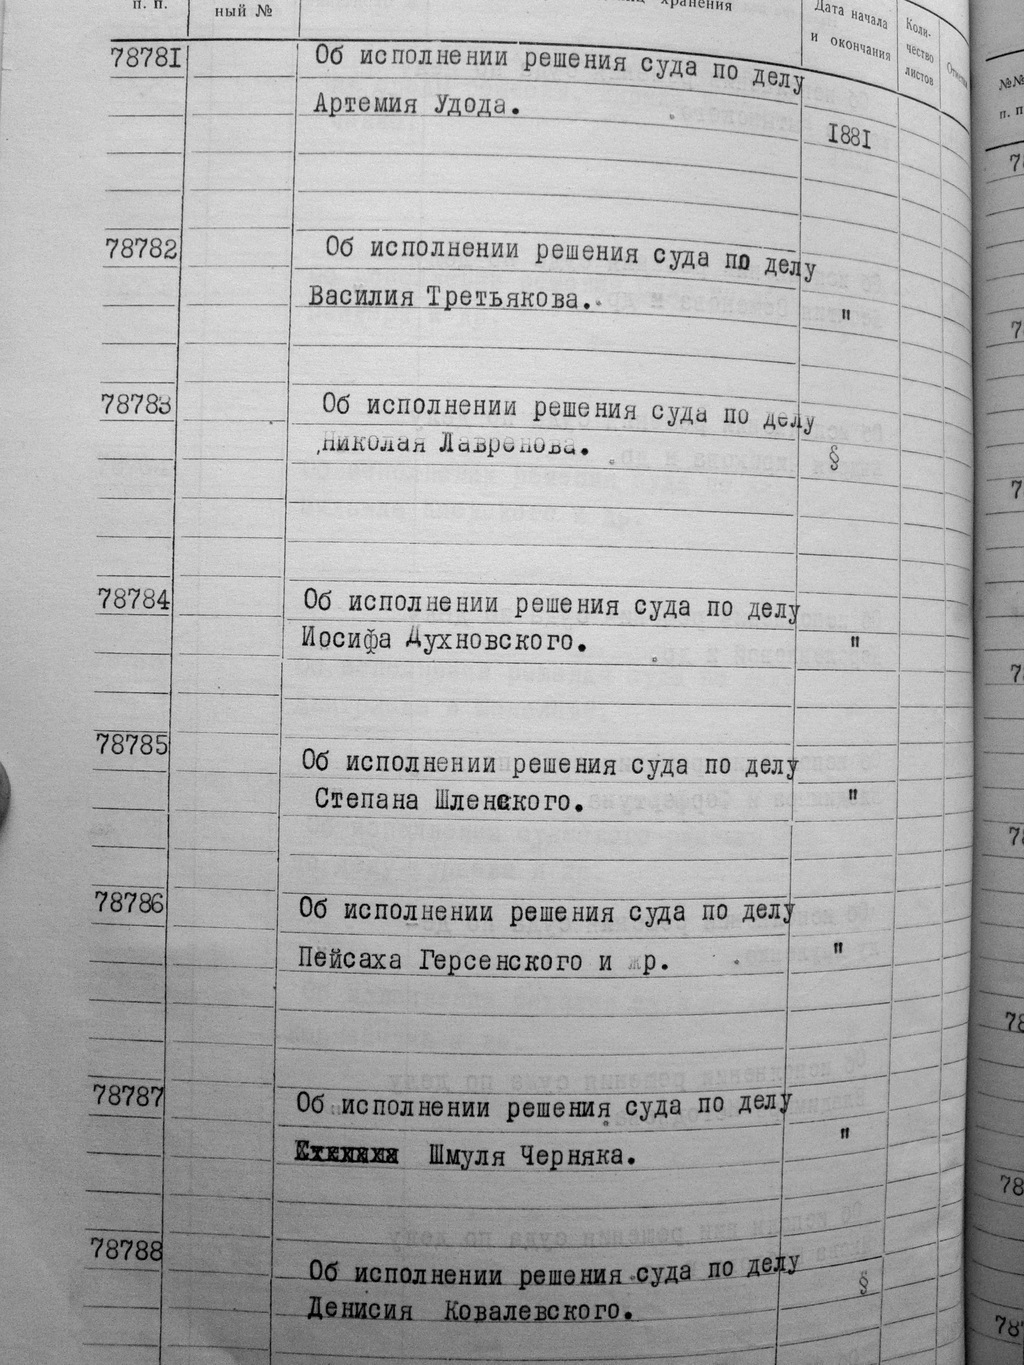 п. п.
ный №
хранения
Дата начала
и окончания
Коли-
чество
листов
№№
п. п
78781
Об исполнении решения суда по делу
Артемия Удода.
1881
78782
Об исполнении решения суда по делу
Василия Третьякова.
"
78783
Об исполнении решения суда по делу
Николая Лавренова.
§
78784
Об исполнении решения суда по делу
Иосифа Духновского.
"
78785
Об исполнении решения суда по делу
Степана Шленского.
"
78786
Об исполнении решения суда по делу
Пейсаха Герсенского и жр.
"
78787
Об исполнении решения суда по делу
Шмуля Черняка.
"
78788
Об исполнении решения суда по делу
Денисия Ковалевского.
§